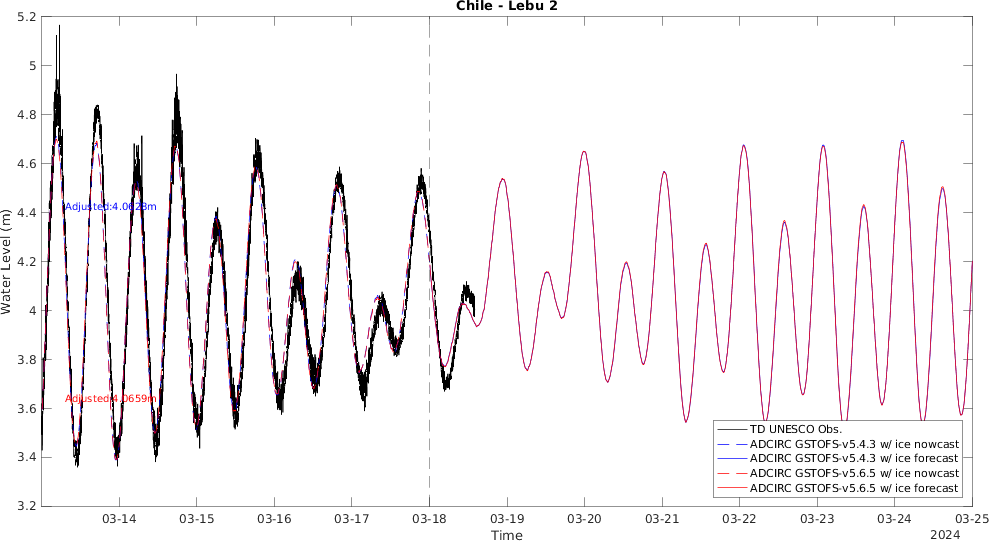 Chile - Lebu 2
5.2
5
4.8
4.6
4.4
4.2
4
3.8
3.6
3.4
3.2
Water Level (m)
Adjusted:4.0628m
Adjusted:4.0659m
TD UNESCO Obs.
ADCIRC GSTOFS-v5.4.3 w/ ice nowcast
ADCIRC GSTOFS-v5.4.3 w/ ice forecast
ADCIRC GSTOFS-v5.6.5 w/ ice nowcast
ADCIRC GSTOFS-v5.6.5 w/ ice forecast
03-14 03-15 03-16 03-17 03-18 03-19 03-20 03-21 03-22 03-23 03-24 03-25
Time
2024